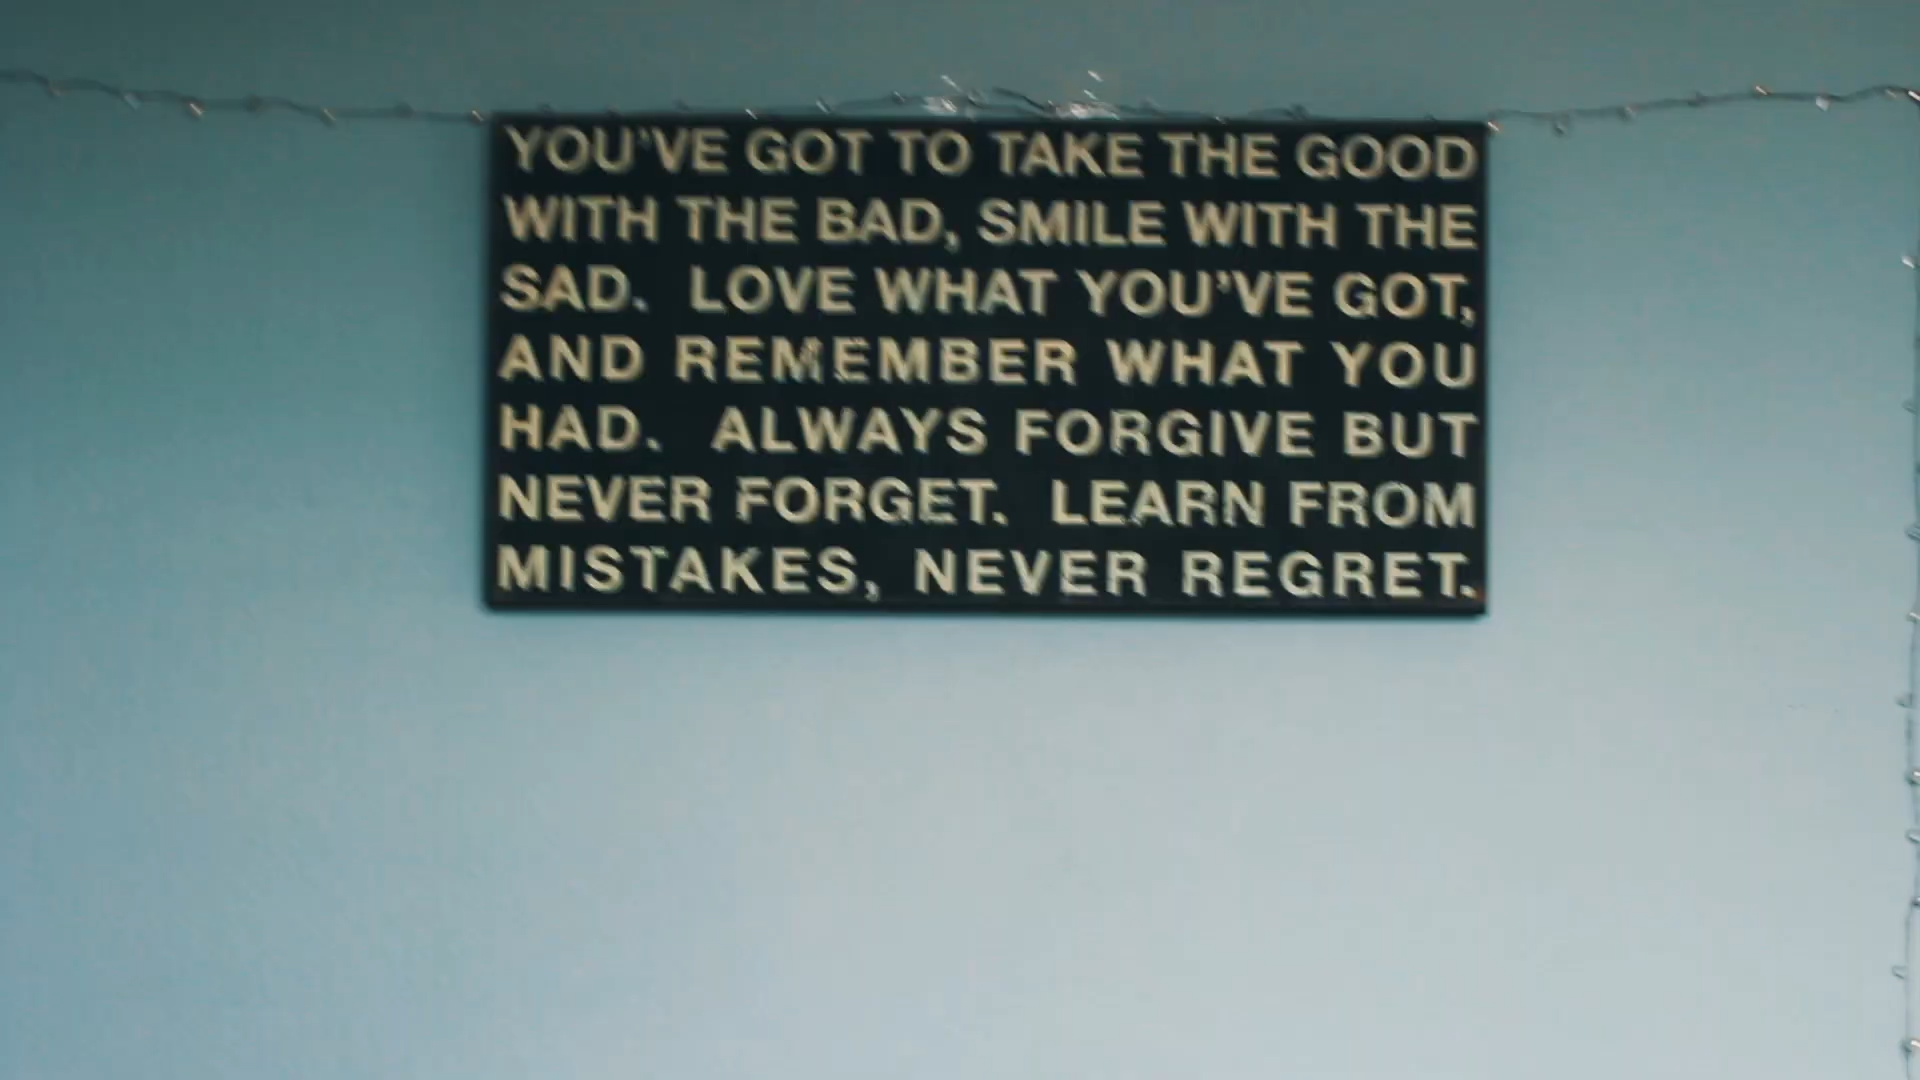 YOU'VE GOT TO TAKE THE GOOD
WITH THE BAD, SMILE WITH THE
SAD. LOVE WHAT YOU'VE GOT,
AND REMEMBER WHAT YOU
HAD. ALWAYS FORGIVE BUT
NEVER FORGET. LEARN FROM
MISTAKES, NEVER REGRET.